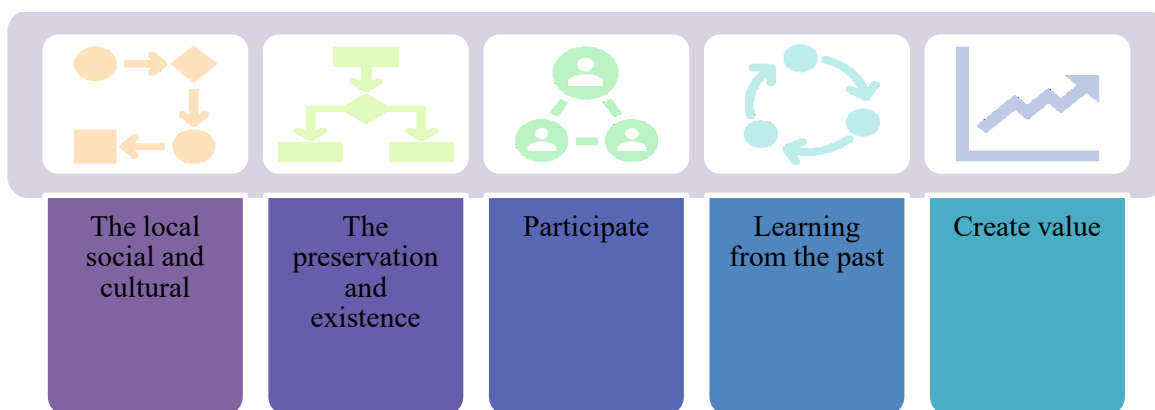 The local
social and
cultural
The
preservation
and
existence
Participate
Learning
from the past
Create value